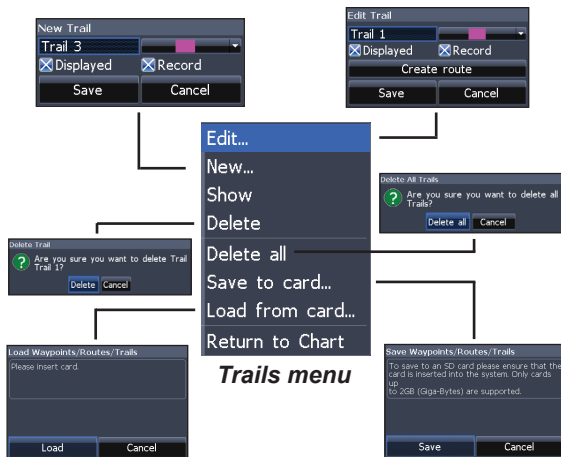 New Trail
Trail 3
Displayed
Record
Save
Cancel
Edit Trail
Trail 1
Displayed
Record
Create route
Save
Cancel
Edit...
New...
Show
Delete
Delete all
Save to card...
Load from card...
Return to Chart
Trails menu
Delete All Trails
Are you sure you want to delete all
Trails?
Delete all
Cancel
Delete Trail
Are you sure you want to delete Trail
Trail 1?
Delete
Cancel
Load Waypoints/Routes/Trails
Please insert card.
Load
Cancel
Save Waypoints/Routes/Trails
To save to an SD card please ensure that the
card is inserted into the system. Only cards
up
to 2GB (Giga-Bytes) are supported.
Save
Cancel